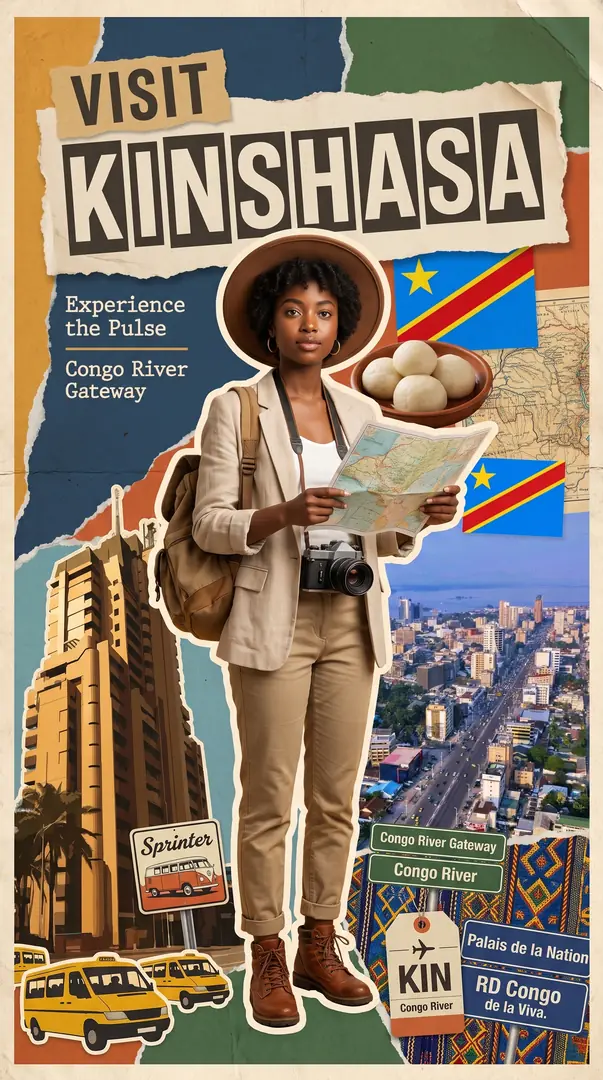 VISIT
KINSHASA
Experience
the Pulse
Congo River
Gateway
Sprinter
Congo River Gateway
Congo River
KIN
Congo River
Palais de la Nation
RD Congo
de la Viva.